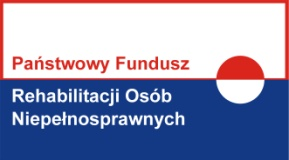 Państwowy Fundusz
Rehabilitacji Osób
Niepełnosprawnych